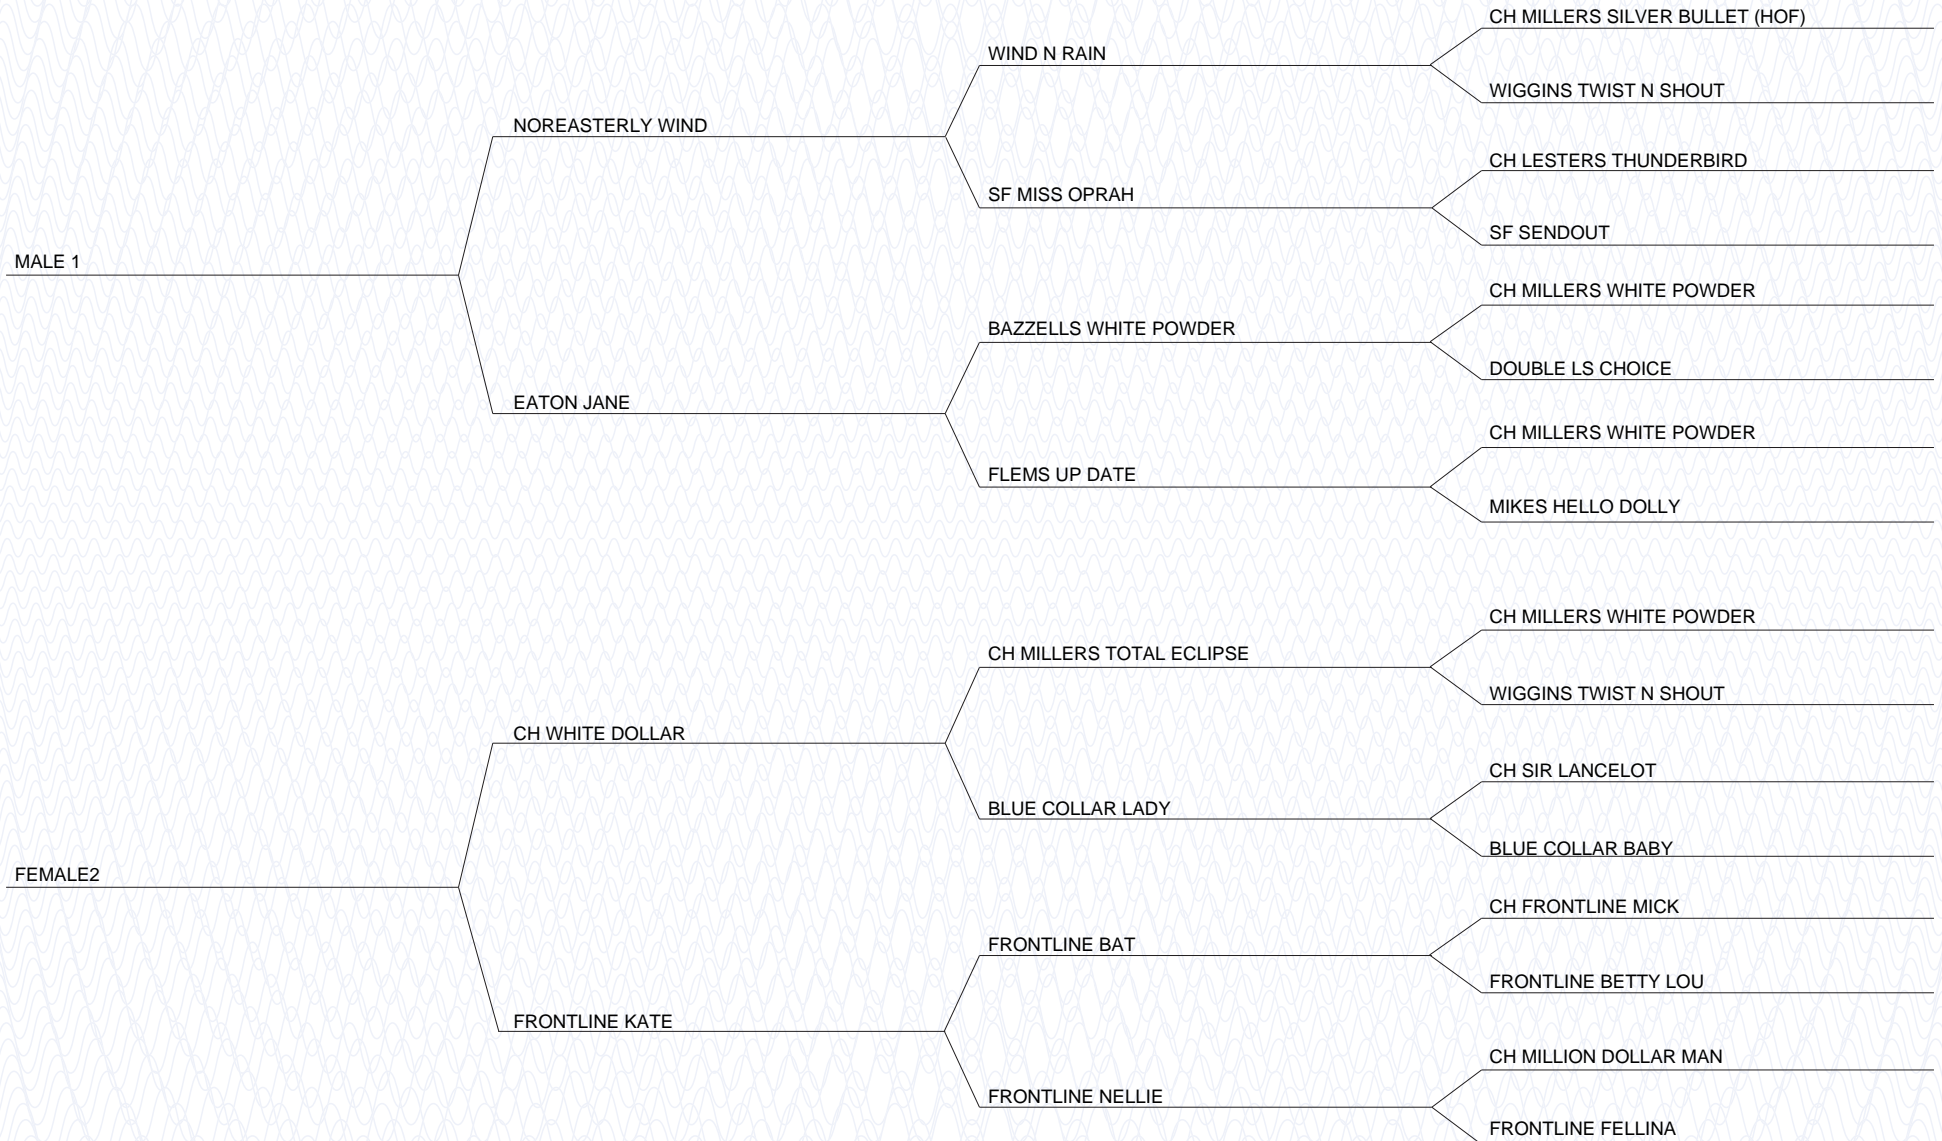 CH MILLERS SILVER BULLET (HOF)
WIND N RAIN
WIGGINS TWIST N SHOUT
NOREASTERLY WIND
CH LESTERS THUNDERBIRD
SF MISS OPRAH
SF SENDOUT
MALE 1
CH MILLERS WHITE POWDER
BAZZELLS WHITE POWDER
DOUBLE LS CHOICE
EATON JANE
CH MILLERS WHITE POWDER
FLEMS UP DATE
MIKES HELLO DOLLY
CH MILLERS WHITE POWDER
CH MILLERS TOTAL ECLIPSE
WIGGINS TWIST N SHOUT
CH WHITE DOLLAR
CH SIR LANCELOT
BLUE COLLAR LADY
BLUE COLLAR BABY
FEMALE2
CH FRONTLINE MICK
FRONTLINE BAT
FRONTLINE BETTY LOU
FRONTLINE KATE
CH MILLION DOLLAR MAN
FRONTLINE NELLIE
FRONTLINE FELLINA